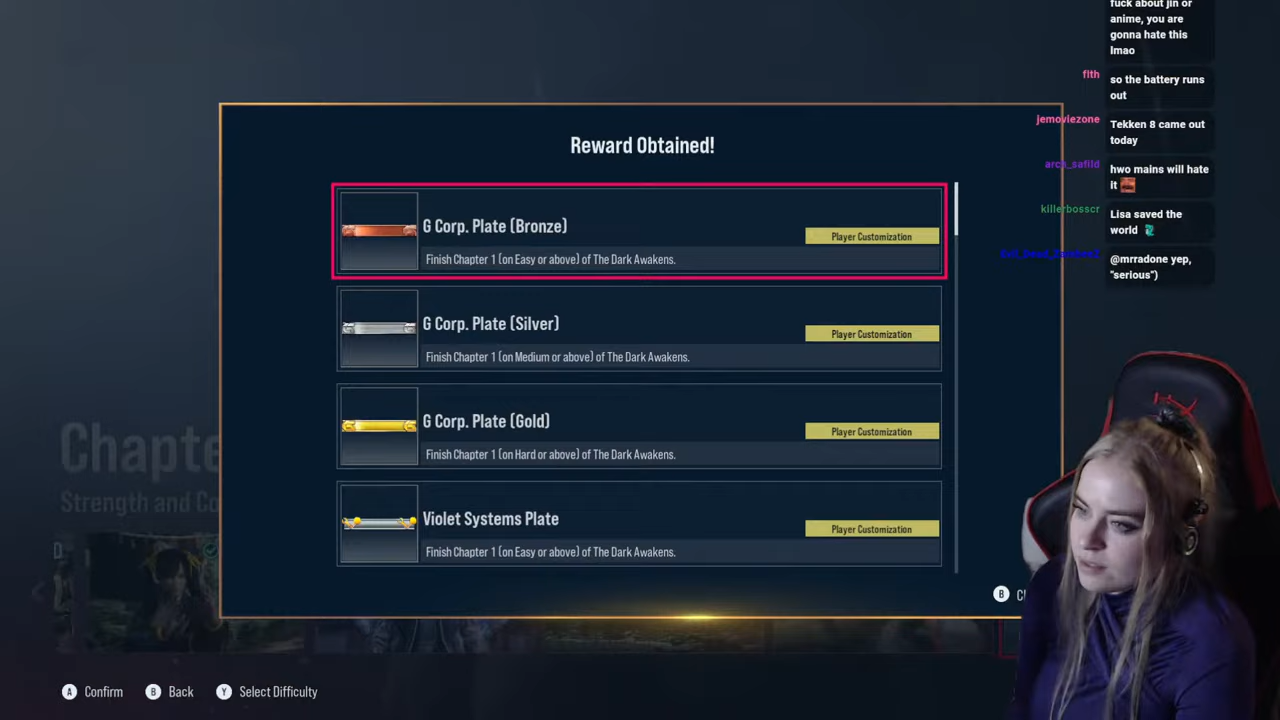 fuck about jin or
anime, you are
gonna hate this
lmao
fith
so the battery runs
out
jemoviezone
Tekken 8 came out
today
hwo mains will hate
it
killerbosscr
Lisa saved the
world
@mrradone yep,
"serious")
Reward Obtained!
G Corp. Plate (Bronze)
Player Customization
Finish Chapter 1 (on Easy or above) of The Dark Awakens.
G Corp. Plate (Silver)
Player Customization
Finish Chapter 1 (on Medium or above) of The Dark Awakens.
G Corp. Plate (Gold)
Player Customization
Finish Chapter 1 (on Hard or above) of The Dark Awakens.
Violet Systems Plate
Player Customization
Finish Chapter 1 (on Easy or above) of The Dark Awakens.
Chapte
Strength and Co
B Cl
A Confirm B Back Y Select Difficulty